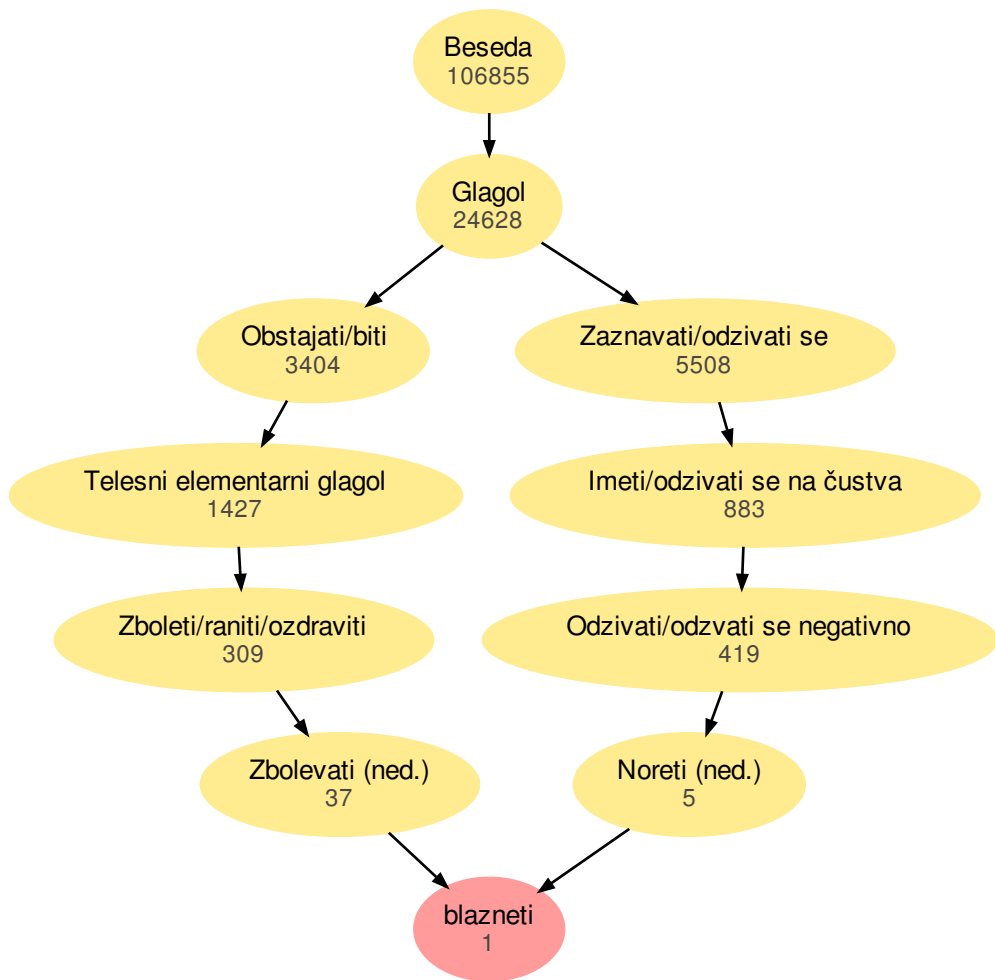 Beseda
106855
Glagol
24628
Obstajati/biti
3404
Zaznavati/odzivati se
5508
Telesni elementarni glagol
1427
Imeti/odzivati se na čustva
883
Zboleti/raniti/ozdraviti
309
Odzivati/odzvati se negativno
419
Zbolevati (ned.)
37
Noreti (ned.)
5
blazneti
1